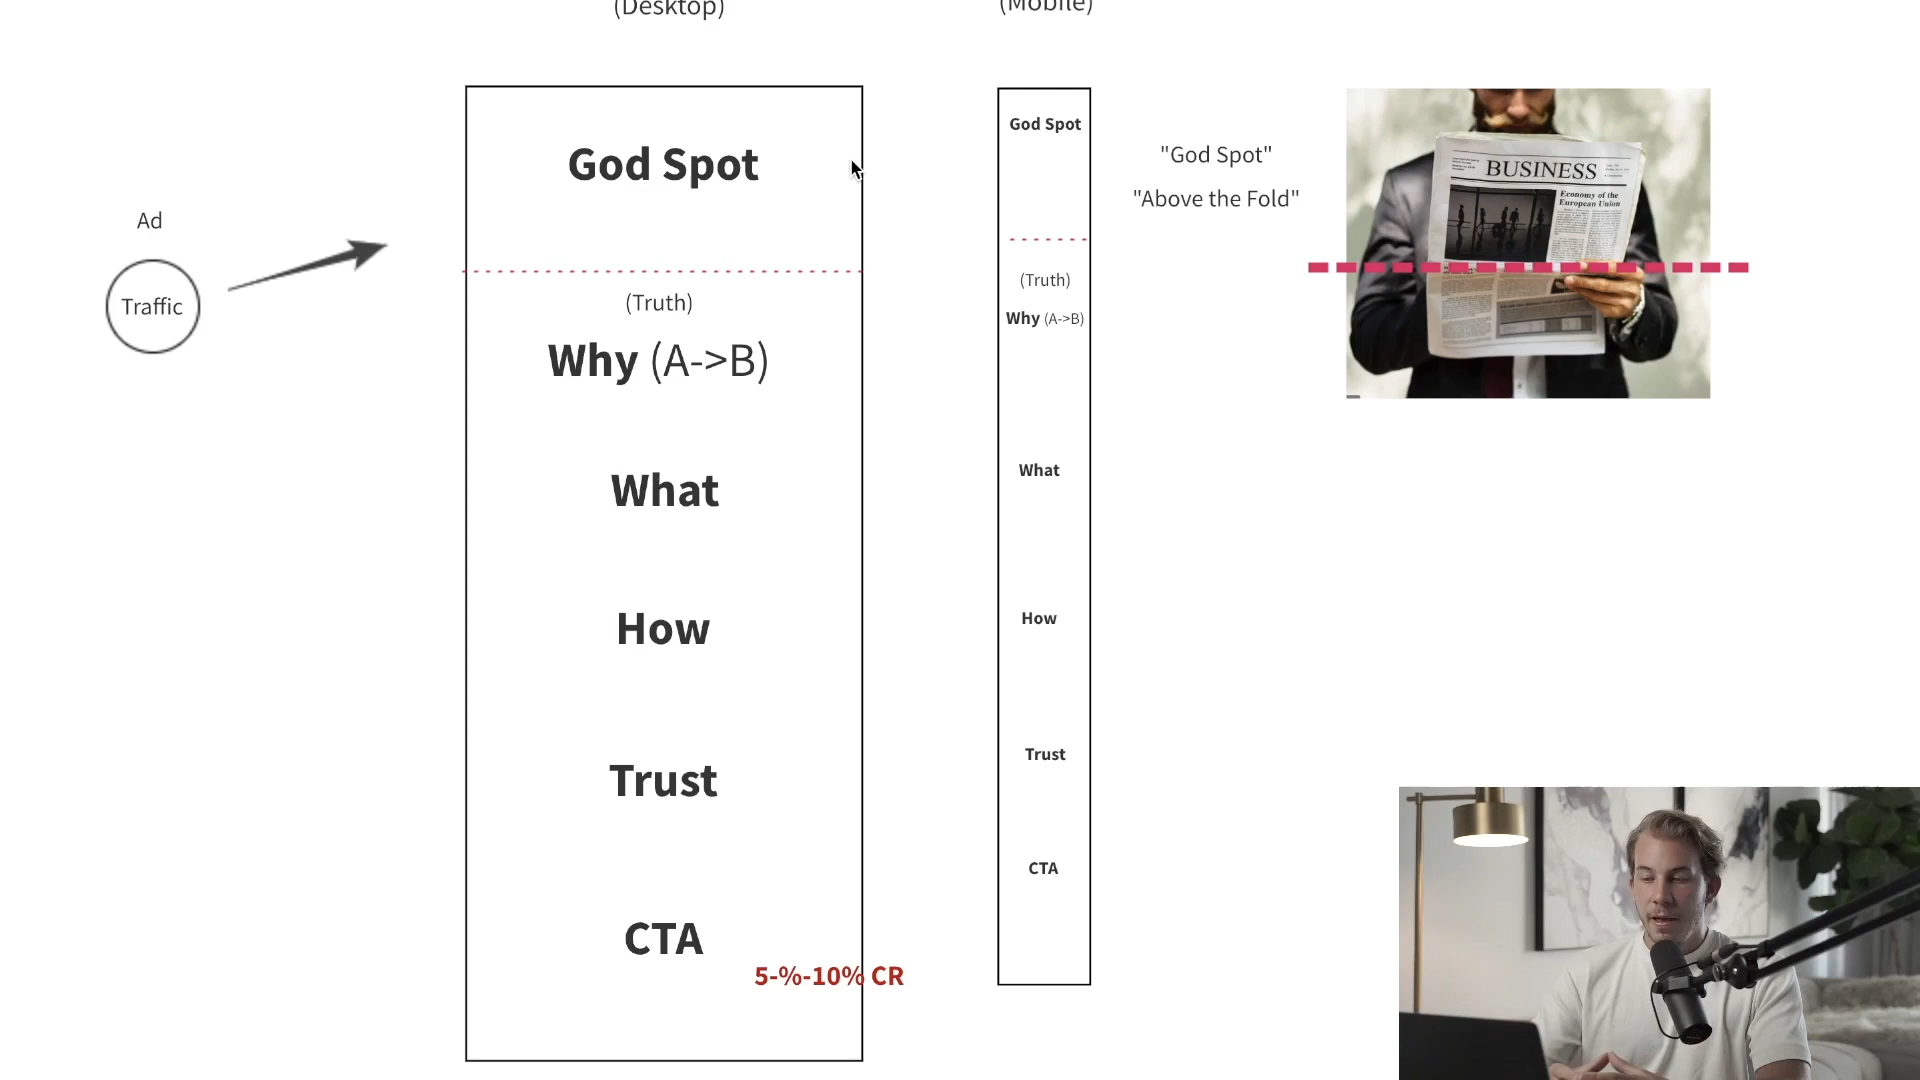 (Desktop)
(Mobile)
Ad
Traffic
God Spot
(Truth)
Why (A->B)
What
How
Trust
CTA
5-%-10% CR
God Spot
(Truth)
Why (A->B)
What
How
Trust
CTA
"God Spot"
"Above the Fold"
BUSINESS
Economy of the
European Union